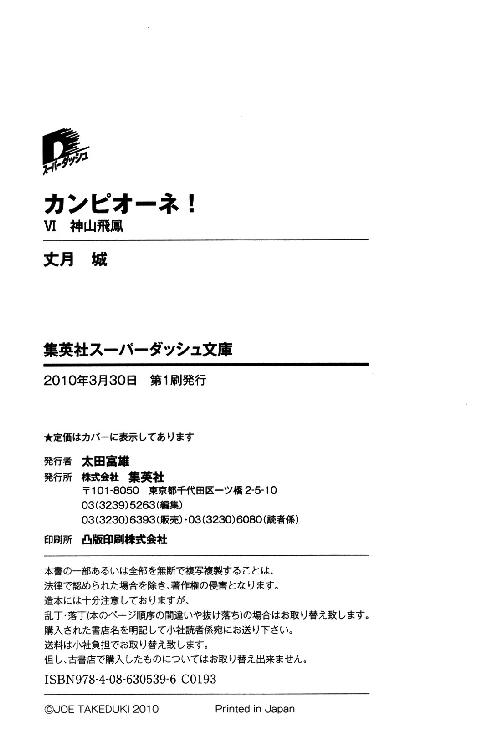 D
スーパーダッシュ
カンピオーネ！
Ⅵ 神山飛鳳
丈月 城
集英社スーパーダッシュ文庫
2010年3月30日 第1刷発行
★定価はカバーに表示してあります
発行者 太田富雄
発行所 株式会社 集英社
〒101-8050 東京都千代田区一ツ橋2-5-10
03(3239)5263(編集)
03(3230)6393(販売)・03(3230)6080(読者係)
印刷所 凸版印刷株式会社
本書の一部あるいは全部を無断で複写複製することは、
法律で認められた場合を除き、著作権の侵害となります。
造本には十分注意しておりますが、
乱丁・落丁(本のページ順序の間違いや抜け落ち)の場合はお取り替え致します。
購入された書店名を明記して小社読者係宛にお送り下さい。
送料は小社負担でお取り替え致します。
但し、古書店で購入したものについてはお取り替え出来ません。
ISBN978-4-08-630539-6 C0193
©JOE TAKEDUKI 2010 Printed in Japan